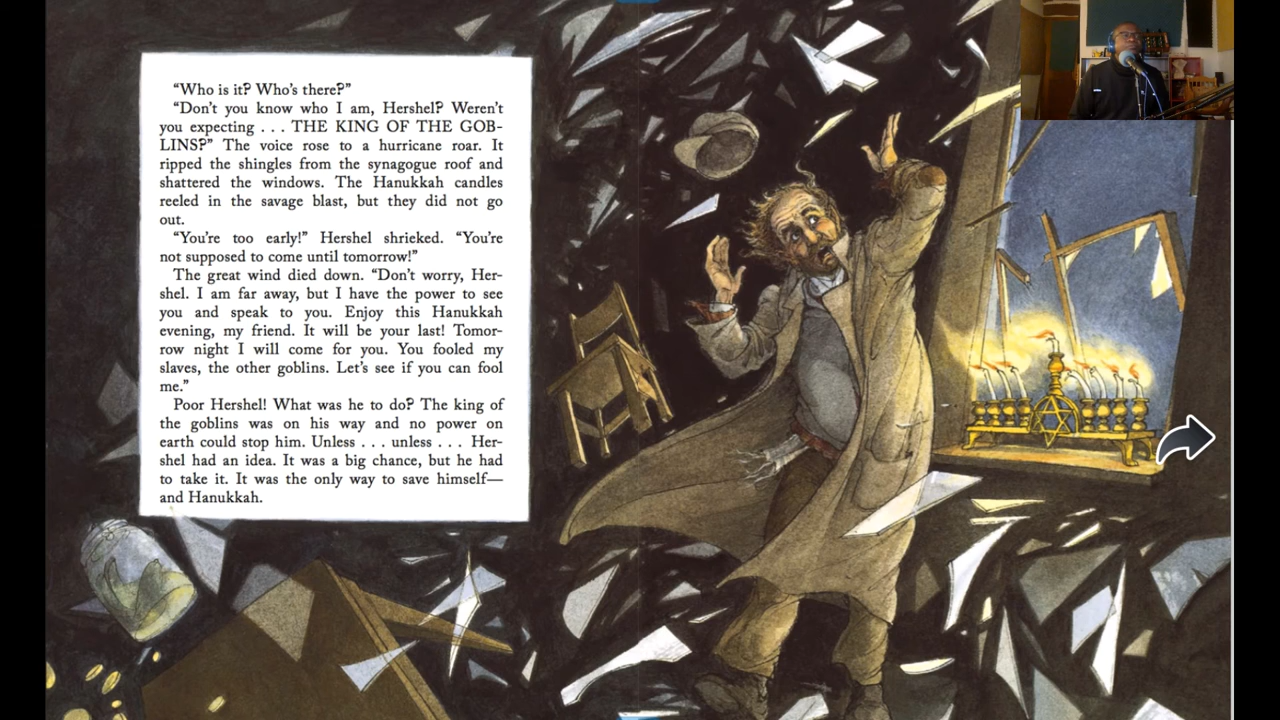 “Who is it? Who’s there?”
“Don’t you know who I am, Hershel? Weren’t
you expecting . . . THE KING OF THE GOB-
LINS?” The voice rose to a hurricane roar. It
ripped the shingles from the synagogue roof and
shattered the windows. The Hanukkah candles
reeled in the savage blast, but they did not go
out.
“You’re too early!” Hershel shrieked. “You’re
not supposed to come until tomorrow!”
The great wind died down. “Don’t worry, Her-
shel. I am far away, but I have the power to see
you and speak to you. Enjoy this Hanukkah
evening, my friend. It will be your last! Tomor-
row night I will come for you. You fooled my
slaves, the other goblins. Let’s see if you can fool
me.”
Poor Hershel! What was he to do? The king of
the goblins was on his way and no power on
earth could stop him. Unless . . . unless . . . Her-
shel had an idea. It was a big chance, but he had
to take it. It was the only way to save himself—
and Hanukkah.